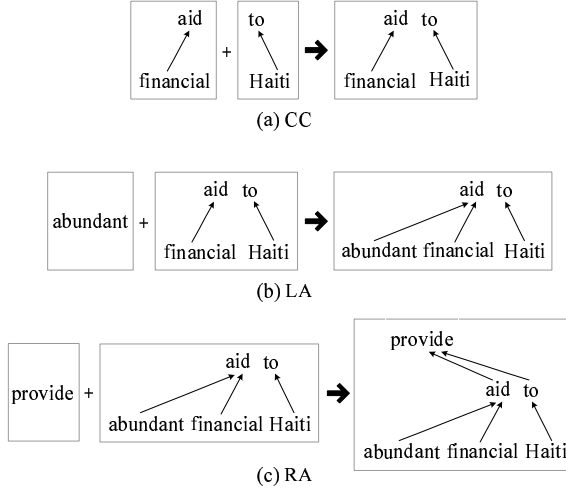 aid to aid to
+
financial Haiti financial Haiti
(a) CC
aid to aid to
abundant +
financial Haiti abundant financial Haiti
(b) LA
provide
aid to
provide + aid to
abundant financial Haiti abundant financial Haiti
(c) RA